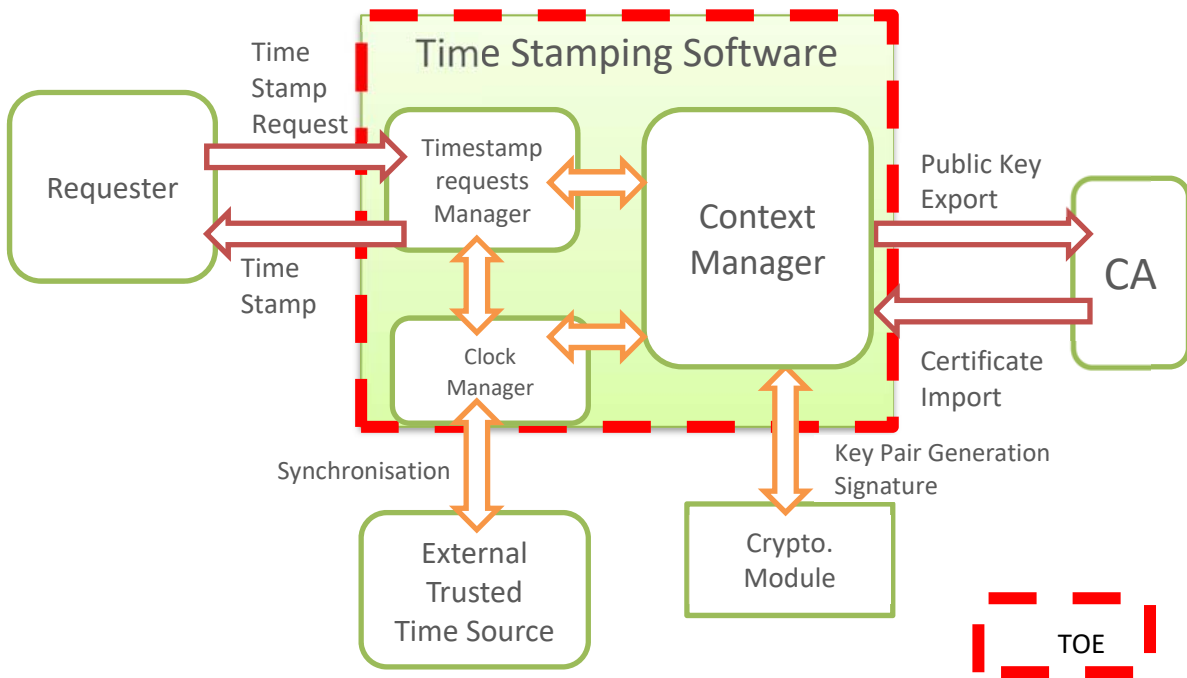 Time Stamping Software
Time
Stamp
Request
Requester
Timestamp
requests
Manager
Context
Manager
Public Key
Export
CA
Time
Stamp
Clock
Manager
Certificate
Import
Synchronisation
Key Pair Generation
Signature
External
Trusted
Time Source
Crypto.
Module
TOE